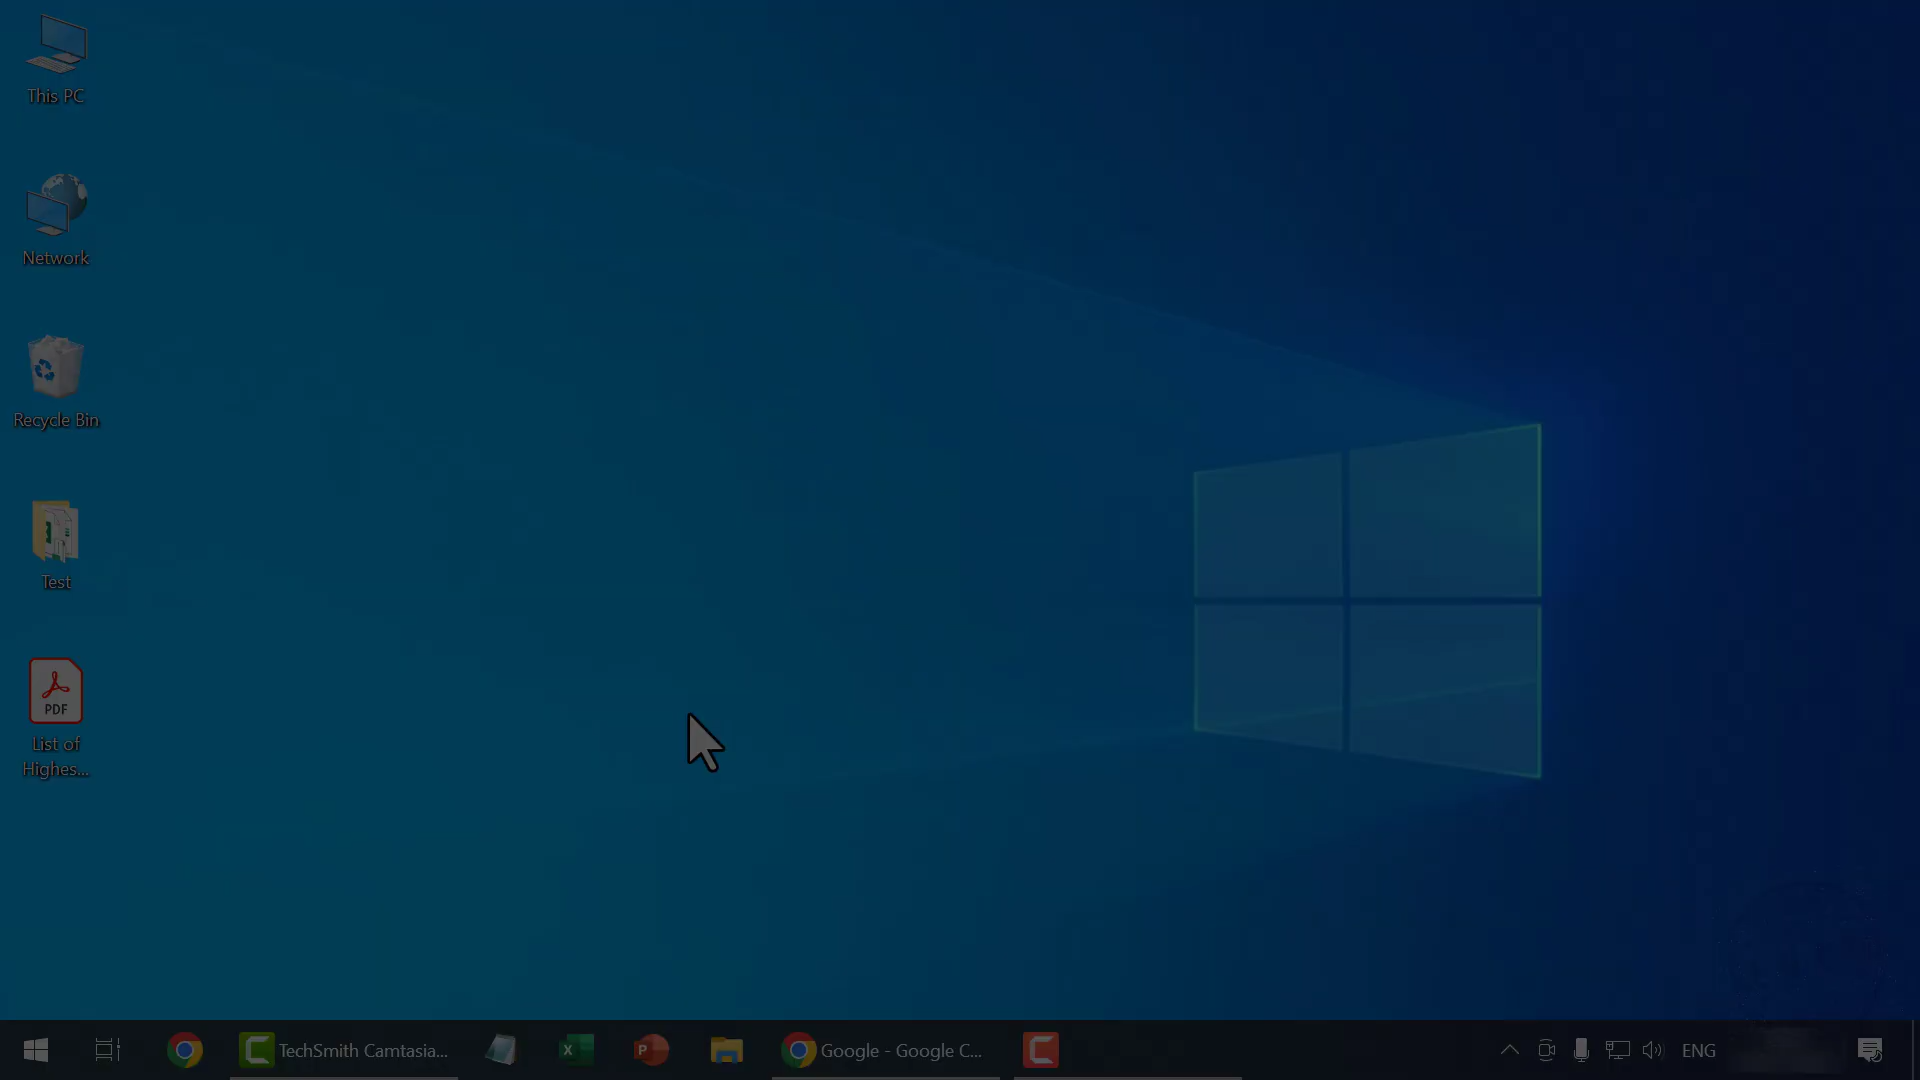 This PC
Network
Recycle Bin
Test
PDF
List of
Highes...
TechSmith Camtasia...
Google - Google C...
ENG